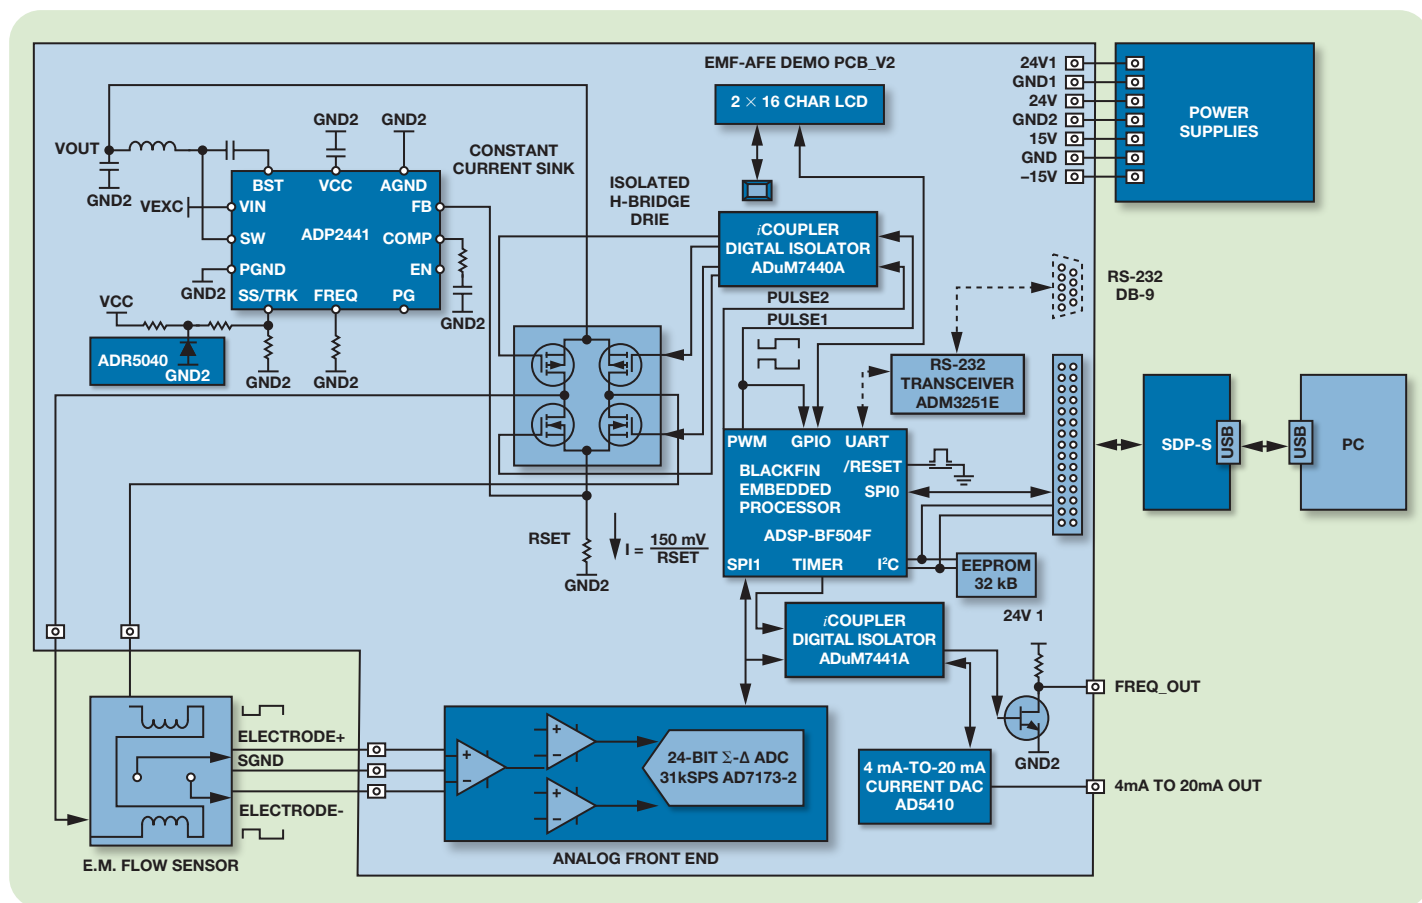 EMF-AFE DEMO PCB_V2
2 × 16 CHAR LCD
24V1
GND1
24V
GND2
15V
GND
–15V
POWER
SUPPLIES
VOUT
GND2
GND2
GND2
CONSTANT
CURRENT SINK
BST
VCC
AGND
VEXC
VIN
FB
ADP2441
SW
COMP
PGND
EN
GND2
SS/TRK
FREQ
PG
GND2
VCC
ADR5040
GND2
GND2
GND2
ISOLATED
H-BRIDGE
DRIE
iCOUPLER
DIGTAL ISOLATOR
ADuM7440A
PULSE2
PULSE1
RS-232
DB-9
RS-232
TRANSCEIVER
ADM3251E
PWM
GPIO
UART
/RESET
BLACKFIN
EMBEDDED
PROCESSOR
SPI0
ADSP-BF504F
SPI1
TIMER
I²C
EEPROM
32 kB
SDP-S
USB
USB
PC
RSET
I = 150 mV
RSET
GND2
iCOUPLER
DIGITAL ISOLATOR
ADuM7441A
24V 1
FREQ_OUT
GND2
4 mA-TO-20 mA
CURRENT DAC
AD5410
4mA TO 20mA OUT
ELECTRODE+
SGND
ELECTRODE-
E.M. FLOW SENSOR
+
–
+
–
+
–
24-BIT Σ-Δ ADC
31kSPS AD7173-2
ANALOG FRONT END